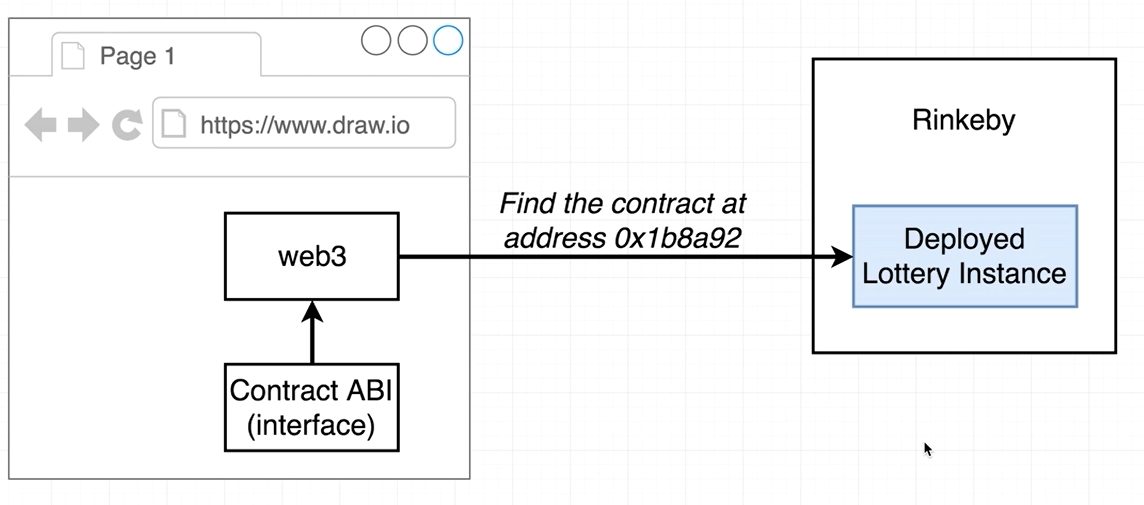 Page 1
https://www.draw.io
Rinkeby
Find the contract at
address 0x1b8a92
web3
Deployed
Lottery Instance
Contract ABI
(interface)